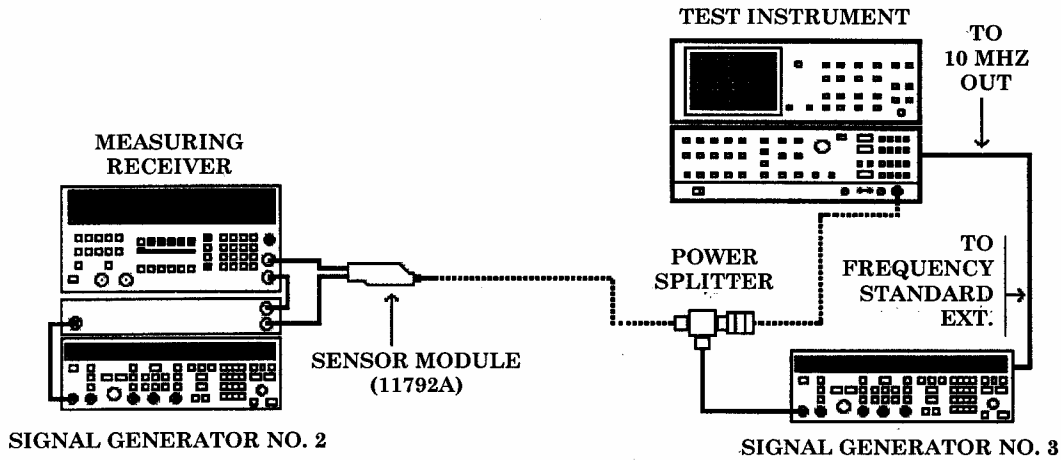 TEST INSTRUMENT
TO
10 MHZ
OUT
MEASURING
RECEIVER
POWER
SPLITTER
TO
FREQUENCY
STANDARD
EXT.
SENSOR MODULE
(11792A)
SIGNAL GENERATOR NO. 2
SIGNAL GENERATOR NO. 3